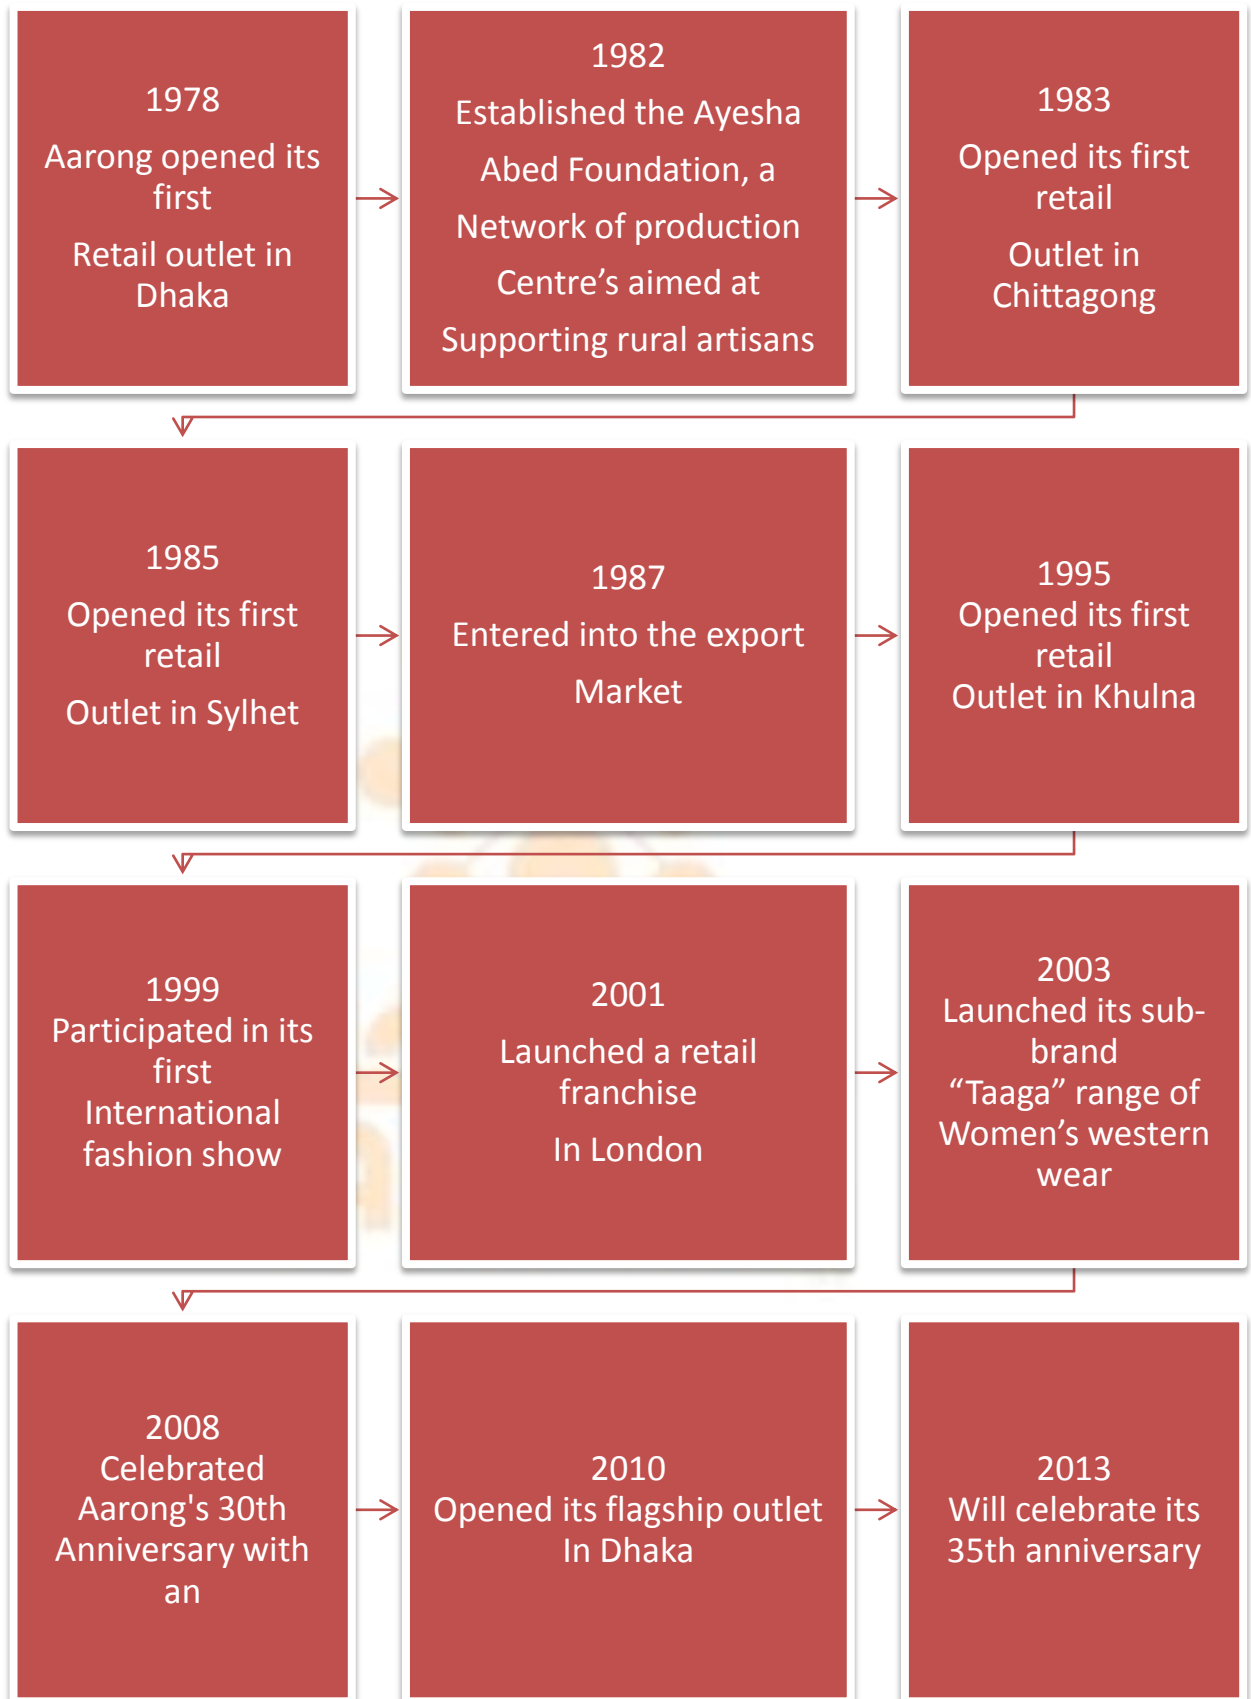 1978
Aarong opened its
first
Retail outlet in
Dhaka
1982
Established the Ayesha
Abed Foundation, a
Network of production
Centre’s aimed at
Supporting rural artisans
1983
Opened its first
retail
Outlet in
Chittagong
1985
Opened its first
retail
Outlet in Sylhet
1987
Entered into the export
Market
1995
Opened its first
retail
Outlet in Khulna
1999
Participated in its
first
International
fashion show
2001
Launched a retail
franchise
In London
2003
Launched its sub-
brand
“Taaga” range of
Women’s western
wear
2008
Celebrated
Aarong's 30th
Anniversary with
an
2010
Opened its flagship outlet
In Dhaka
2013
Will celebrate its
35th anniversary